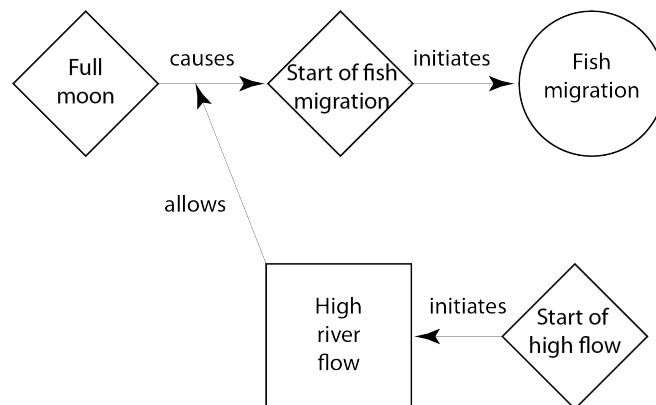 Full
moon
causes
Start of fish
migration
initiates
Fish
migration
allows
High
river
flow
initiates
Start of
high flow